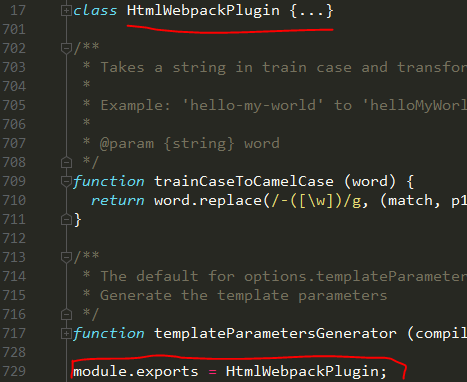 17 class HtmlWebpackPlugin {...}
701
702 /**
703 * Takes a string in train case and transfor
704 *
705 * Example: 'hello-my-world' to 'helloMyWorl
706 *
707 * @param {string} word
708 */
709 function trainCaseToCamelCase (word) {
710 return word.replace(/-([\w])/g, (match, p1
711 }
712
713 /**
714 * The default for options.templateParameter
715 * Generate the template parameters
716 */
717 function templateParametersGenerator (compil
728
729 module.exports = HtmlWebpackPlugin;